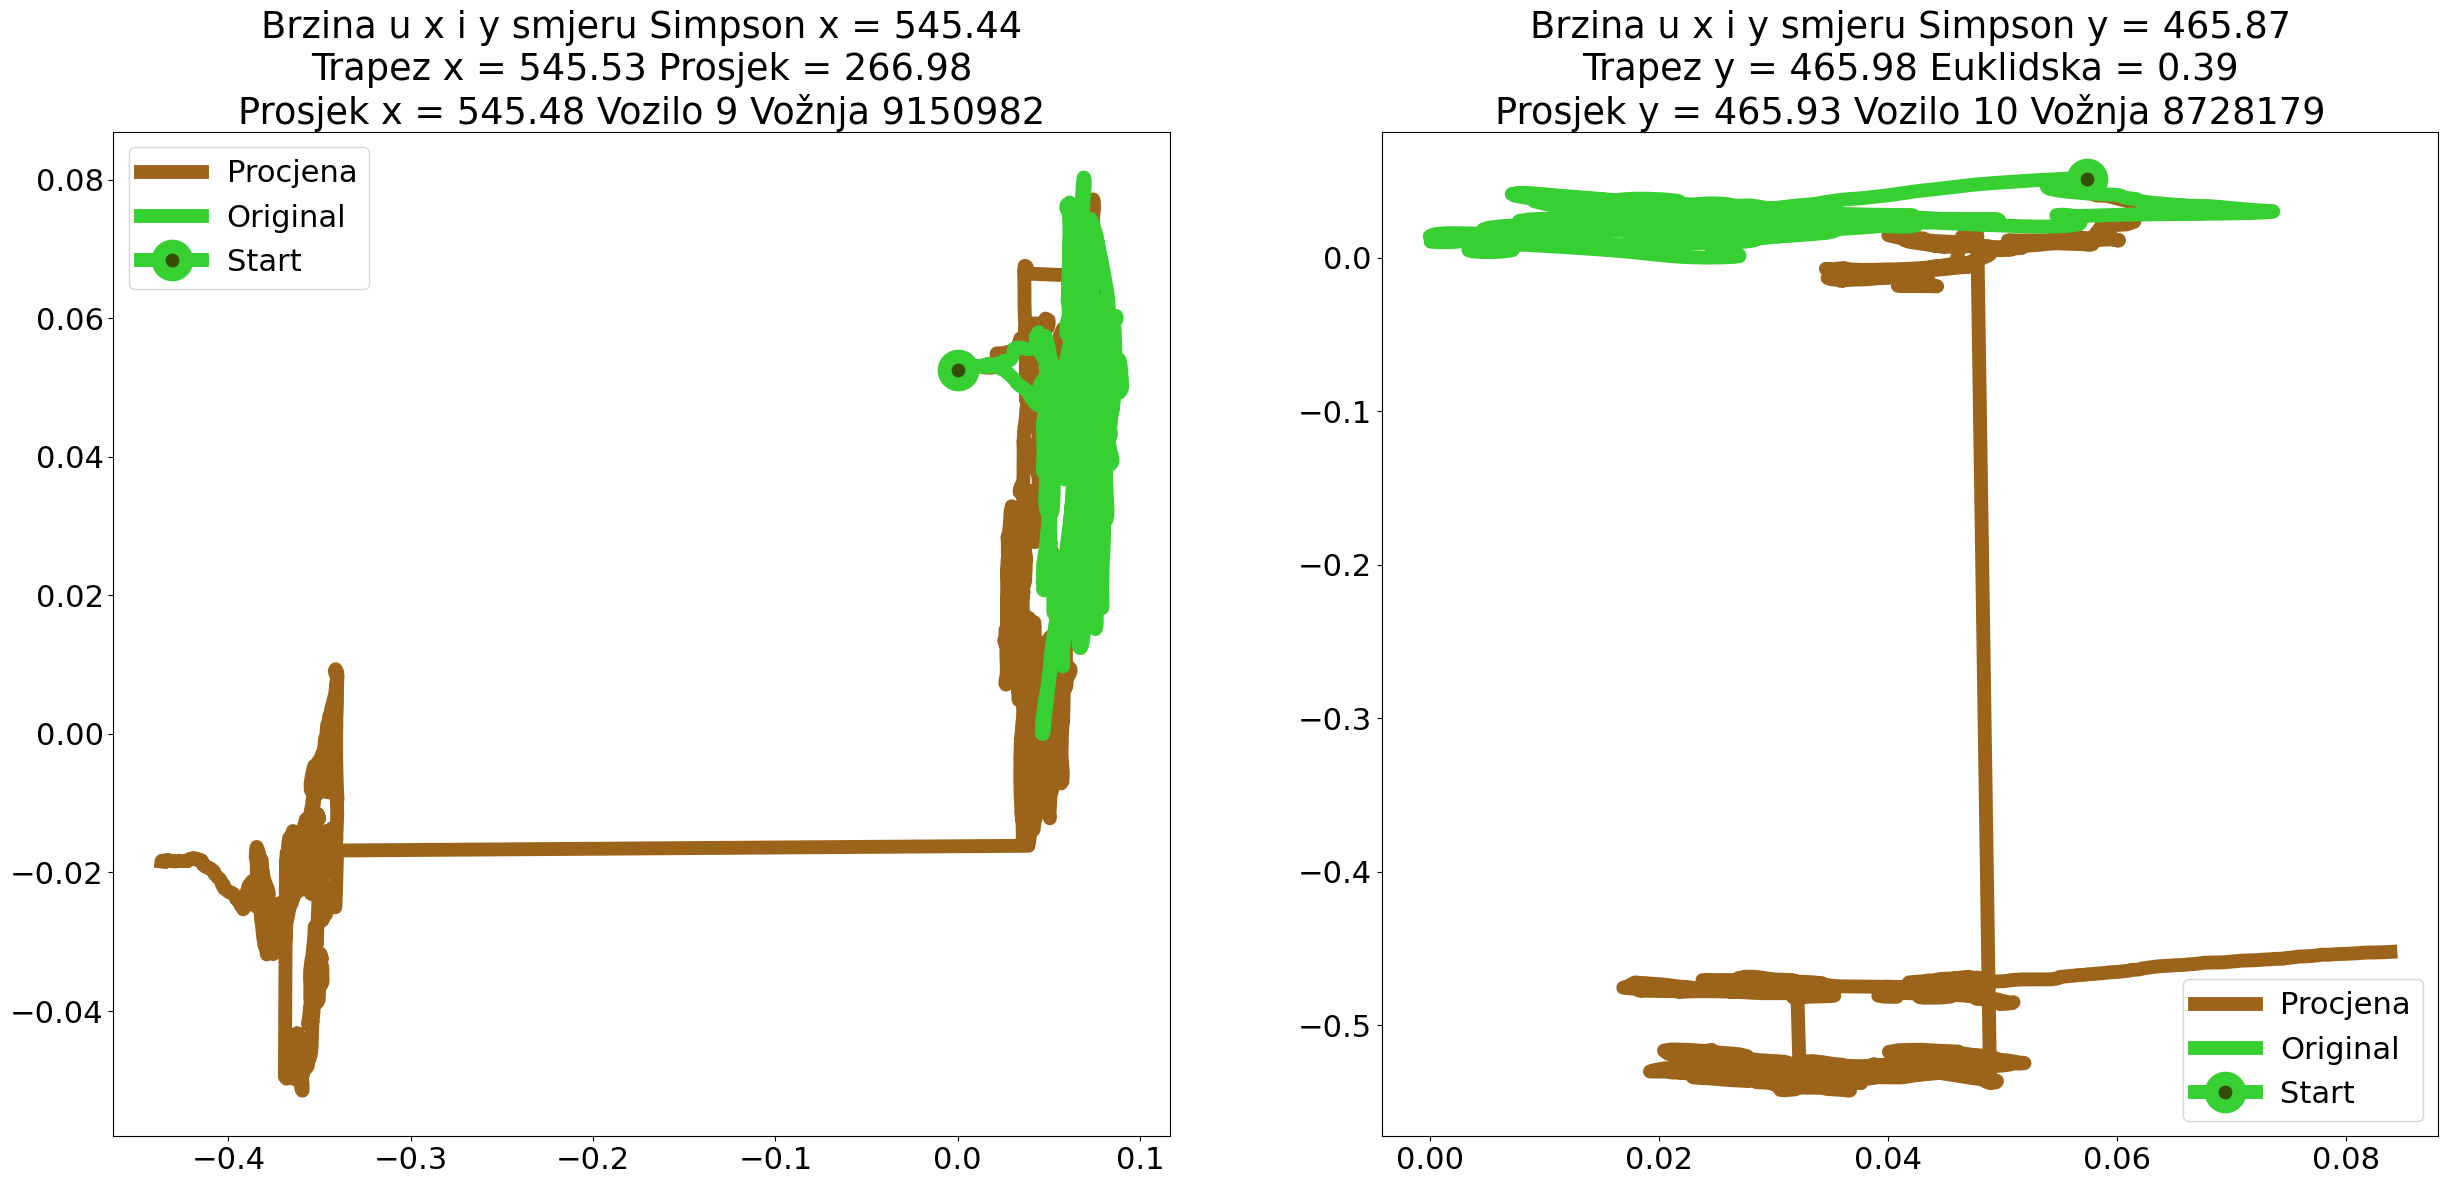 Brzina u x i y smjeru Simpson x = 545.44
Trapez x = 545.53 Prosjek = 266.98
Prosjek x = 545.48 Vozilo 9 Vožnja 9150982
Procjena
Original
Start
0.08
0.06
0.04
0.02
0.00
−0.02
−0.04
−0.4
−0.3
−0.2
−0.1
0.0
0.1
Brzina u x i y smjeru Simpson y = 465.87
Trapez y = 465.98 Euklidska = 0.39
Prosjek y = 465.93 Vozilo 10 Vožnja 8728179
0.0
−0.1
−0.2
−0.3
−0.4
−0.5
Procjena
Original
Start
0.00
0.02
0.04
0.06
0.08